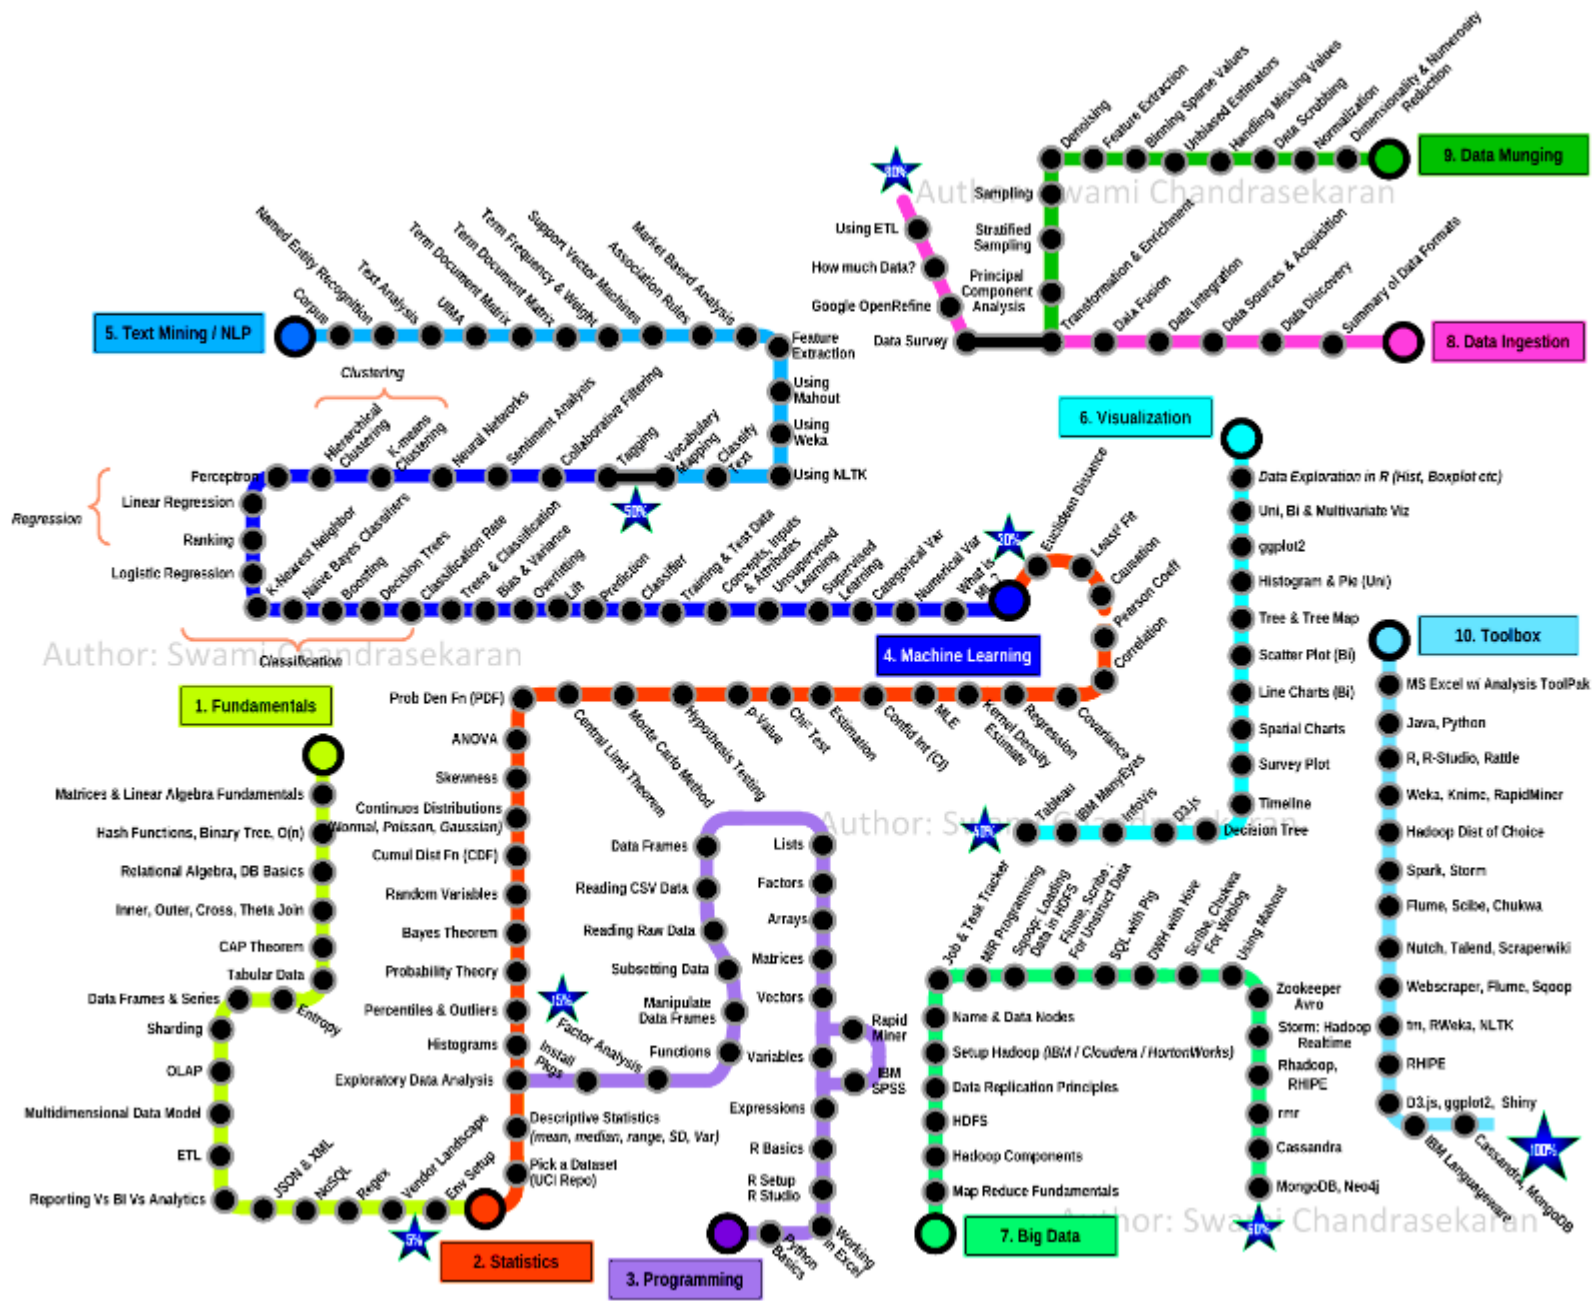 Denoising
Feature Extraction
Binning Sparse Values
Unbiased Estimators
Handling Missing Values
Data Scrubbing
Normalization
Dimensionality & Numerosity
Reduction
9. Data Munging
80%
Author: Swami Chandrasekaran
Sampling
Stratified
Sampling
Principal
Component
Analysis
Using ETL
How much Data?
Google OpenRefine
Data Survey
Transformation & Enrichment
Data Fusion
Data Integration
Data Sources & Acquisition
Data Discovery
Summary of Data Formats
8. Data Ingestion
5. Text Mining / NLP
Corpus
Named Entity Recognition
Text Analysis
UIMA
Term Document Matrix
Term Document Matrix
Term Frequency & Weight
Support Vector Machines
Association Rules
Market Based Analysis
Feature
Extraction
Using
Mahout
Using
Weka
Using NLTK
Classify
Text
Vocabulary
Mapping
Tagging
50%
Collaborative Filtering
Sentiment Analysis
Neural Networks
Clustering
K-means
Clustering
Hierarchical
Clustering
Perceptron
Regression
Linear Regression
Ranking
Logistic Regression
K-Nearest Neighbor
Naive Bayes Classifiers
Boosting
Decision Trees
Classification Rate
Trees & Classification
Bias & Variance
Overfitting
Lift
Prediction
Classifier
Training & Test Data
Concepts, Inputs
& Attributes
Unsupervised
Learning
Supervised
Learning
Categorical Var
Numerical Var
What is
ML?
Classification
Author: Swami Chandrasekaran
4. Machine Learning
Euclideen Distance
Least² Fit
Causation
Pearson Coeff
Correlation
Covariance
Regression
Kernel Density
Estimate
MLE
Confid Int (CI)
Estimation
Chi² Test
p-Value
Hypothesis Testing
Monte Carlo Method
Central Limit Theorem
Prob Den Fn (PDF)
ANOVA
Skewness
Continuos Distributions
(Normal, Poisson, Gaussian)
Cumul Dist Fn (CDF)
Random Variables
Bayes Theorem
Probability Theory
Percentiles & Outliers
Histograms
Exploratory Data Analysis
Descriptive Statistics
(mean, median, range, SD, Var)
Pick a Dataset
(UCI Repo)
2. Statistics
1. Fundamentals
Matrices & Linear Algebra Fundamentals
Hash Functions, Binary Tree, O(n)
Relational Algebra, DB Basics
Inner, Outer, Cross, Theta Join
CAP Theorem
Tabular Data
Entropy
Data Frames & Series
Sharding
OLAP
Multidimensional Data Model
ETL
Reporting Vs BI Vs Analytics
JSON & XML
NoSQL
Regex
Vendor Landscape
Env Setup
5%
15%
3. Programming
Python
Basics
Working
in Excel
R Setup
R Studio
R Basics
Expressions
Variables
IBM
SPSS
Rapid
Miner
Vectors
Matrices
Arrays
Factors
Lists
Data Frames
Reading CSV Data
Reading Raw Data
Subsetting Data
Manipulate
Data Frames
Functions
Factor Analysis
Install
Pkgs
6. Visualization
Data Exploration in R (Hist, Boxplot etc)
Uni, Bi & Multivariate Viz
ggplot2
Histogram & Pie (Uni)
Tree & Tree Map
Scatter Plot (Bi)
Line Charts (Bi)
Spatial Charts
Survey Plot
Timeline
Decision Tree
D3.js
InfoVis
IBM ManyEyes
Tableau
40%
Author: Swami Chandrasekaran
7. Big Data
Map Reduce Fundamentals
Hadoop Components
HDFS
Data Replication Principles
Setup Hadoop (IBM / Cloudera / HortonWorks)
Name & Data Nodes
Job & Task Tracker
M/R Programming
Sqoop: Loading
Data in HDFS
Flume, Scribe :
For Unstruct Data
SQL with Pig
DWH with Hive
Scribe, Chukwa
For Weblog
Using Mahout
Zookeeper
Avro
Storm: Hadoop
Realtime
Rhadoop,
RHIPE
rmr
Cassandra
MongoDB, Neo4j
Author: Swami Chandrasekaran
10. Toolbox
MS Excel w/ Analysis ToolPak
Java, Python
R, R-Studio, Rattle
Weka, Knime, RapidMiner
Hadoop Dist of Choice
Spark, Storm
Flume, Scibe, Chukwa
Nutch, Talend, Scraperwiki
Webscraper, Flume, Sqoop
tm, RWeka, NLTK
RHIPE
D3.js, ggplot2, Shiny
IBM Languageware
Cassandra, MongoDB
100%